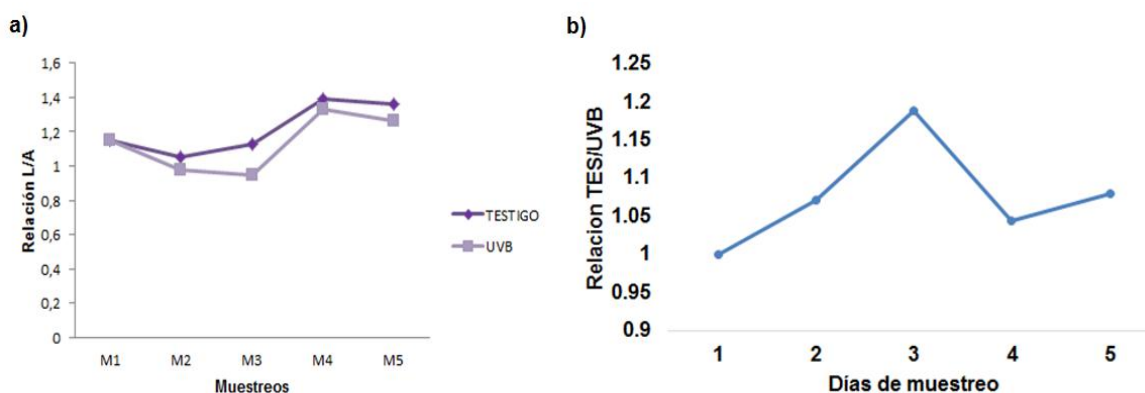 a)
1,6
1,4
1,2
1
0,8
0,6
0,4
0,2
0
Relación L/A
M1 M2 M3 M4 M5
Muestreos
TESTIGO
UVB
b)
1.25
1.2
1.15
1.1
1.05
1
0.95
0.9
Relacion TES/UVB
1 2 3 4 5
Días de muestreo